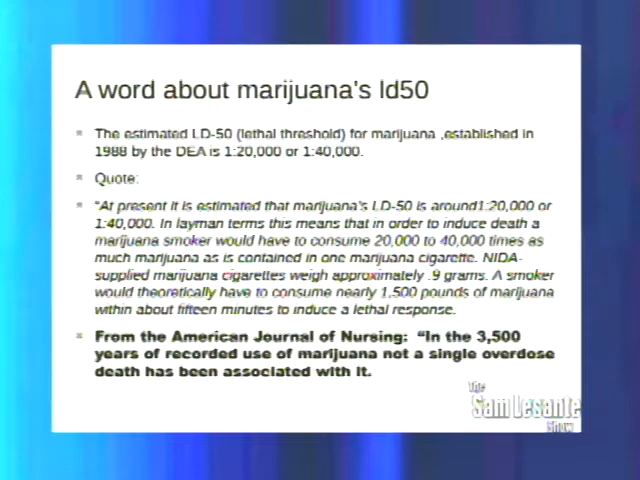 A word about marijuana's ld50
The estimated LD-50 (lethal threshold) for marijuana ,established in
1988 by the DEA is 1:20,000 or 1:40,000.
Quote:
"At present it is estimated that marijuana's LD-50 is around1:20,000 or
1:40,000. In layman terms this means that in order to induce death a
marijuana smoker would have to consume 20,000 to 40,000 times as
much marijuana as is contained in one marijuana cigarette. NIDA-
supplied marijuana cigarettes weigh approximately .9 grams. A smoker
would theoretically have to consume nearly 1,500 pounds of marijuana
within about fifteen minutes to induce a lethal response.
From the American Journal of Nursing: "In the 3,500
years of recorded use of marijuana not a single overdose
death has been associated with it.
The
Sam Lesante
Show